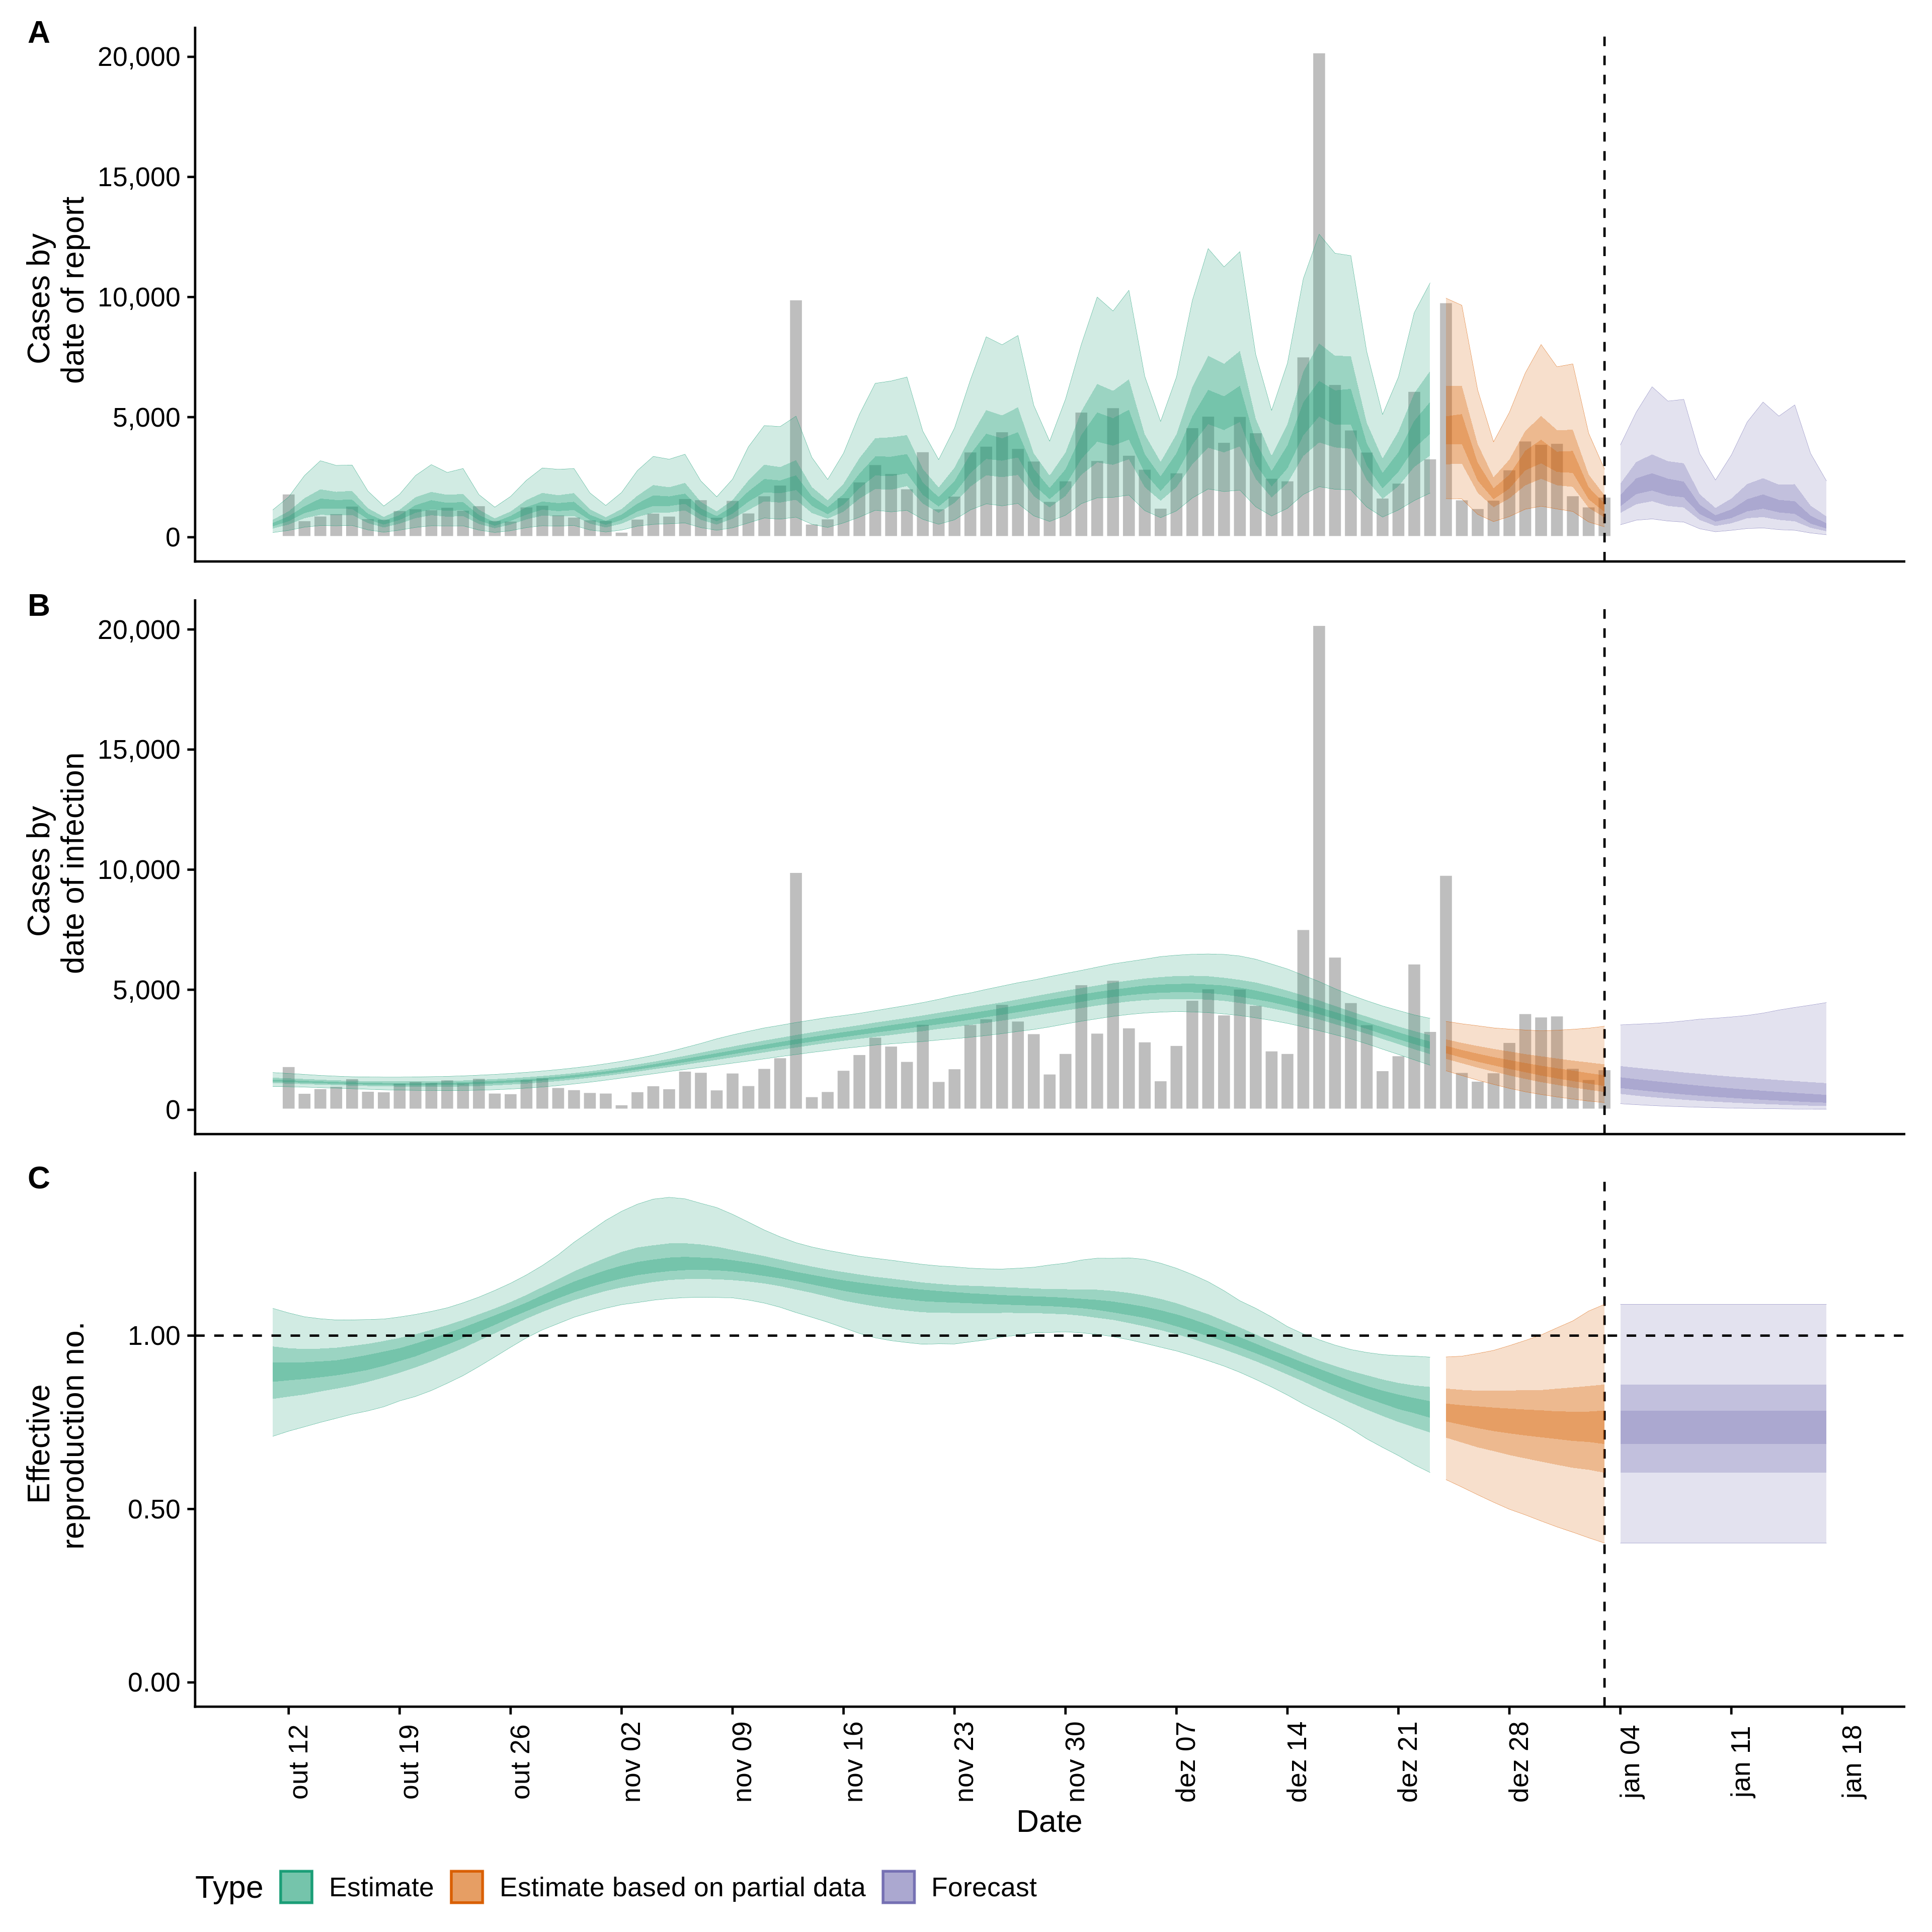 A
20,000
15,000
10,000
5,000
0
Cases by
date of report
B
20,000
15,000
10,000
5,000
0
Cases by
date of infection
C
1.00
0.50
0.00
Effective
reproduction no.
out 12
out 19
out 26
nov 02
nov 09
nov 16
nov 23
nov 30
dez 07
dez 14
dez 21
dez 28
jan 04
jan 11
jan 18
Date
Type Estimate Estimate based on partial data Forecast